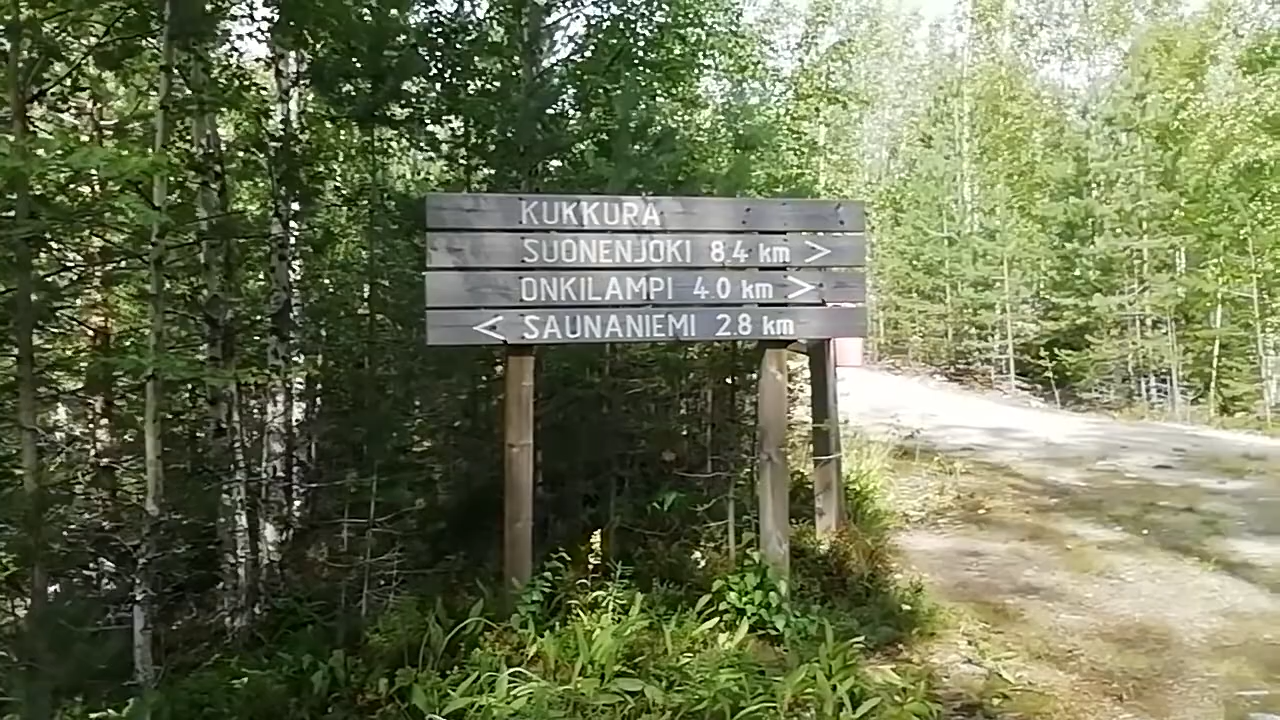 KUKKURA
SUONENJOKI 8.4 km >
ONKILAMPI 4.0 km >
< SAUNANIEMI 2.8 km